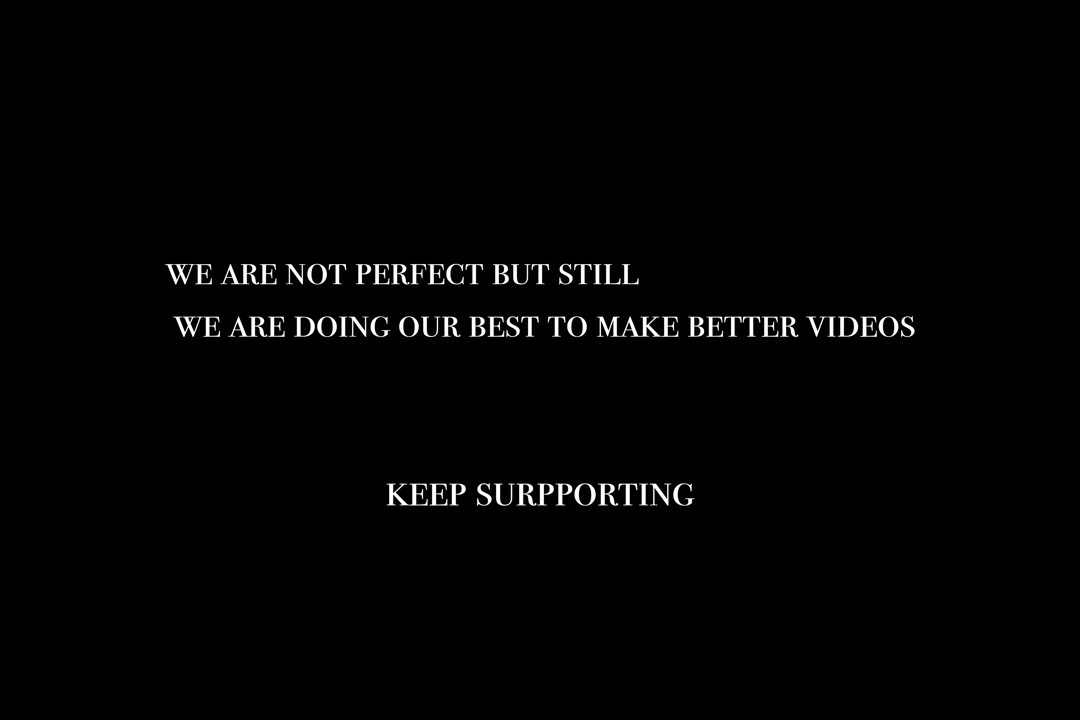 WE ARE NOT PERFECT BUT STILL
WE ARE DOING OUR BEST TO MAKE BETTER VIDEOS
KEEP SURPPORTING